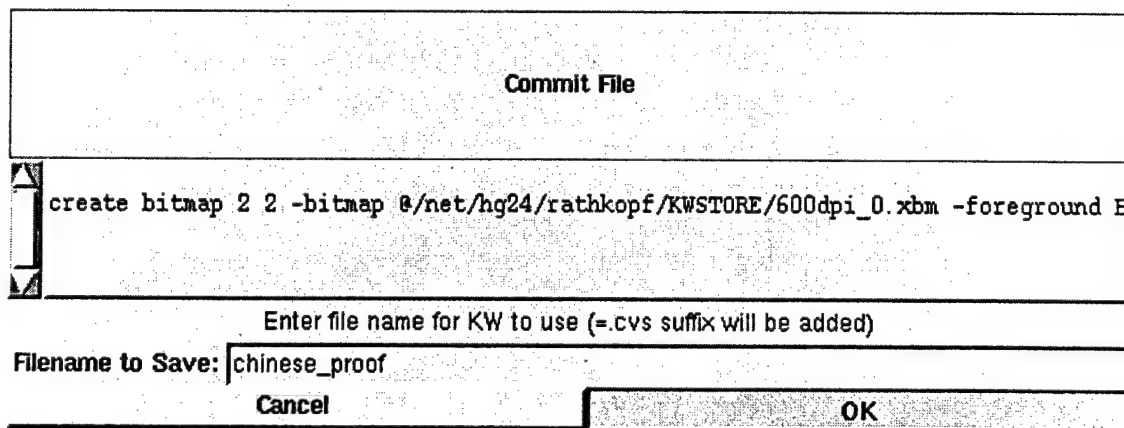 Commit File
create bitmap 2 2 -bitmap @/net/hg24/rathkopf/KWSTORE/600dpi_0.xbm -foreground
Enter file name for KW to use (=.cvs suffix will be added)
Filename to Save: chinese_proof
Cancel OK